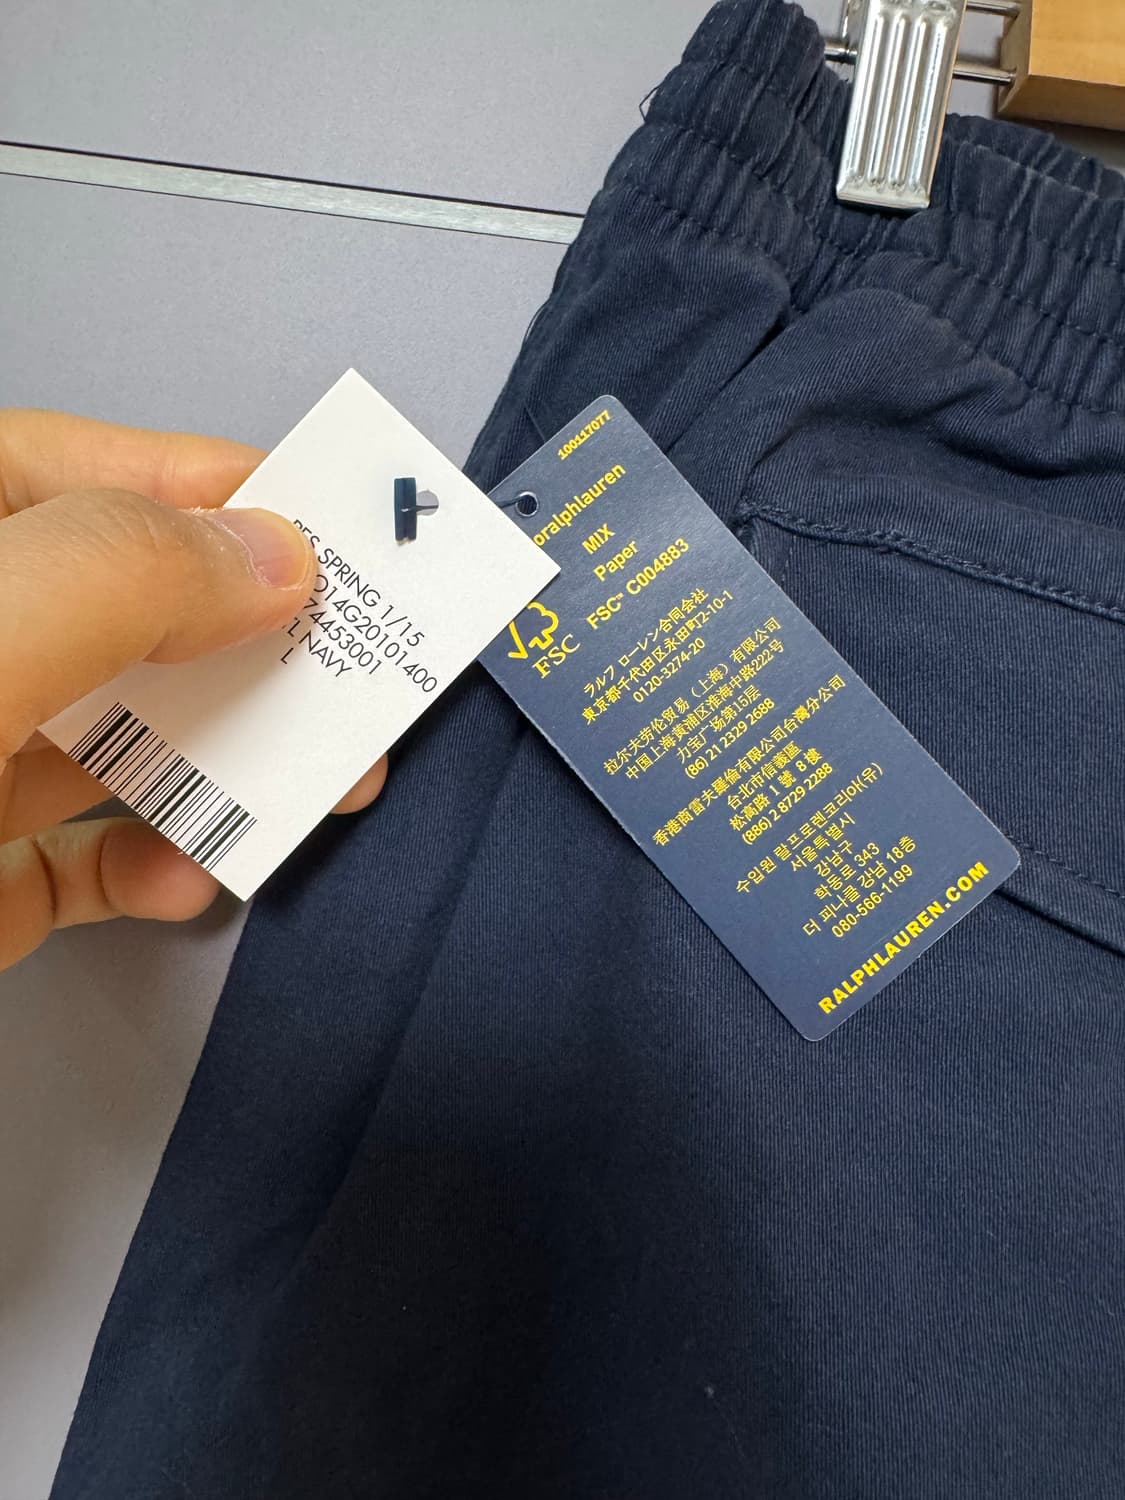 SPRING 1/15
O14G20101400
74453001
NAVY
L
100117077
oralphlauren
MIX
Paper
FSC™ C004883
FSC
ラルフ ローレン合同会社
東京都千代田区永田町2-10-1
0120-3274-20
拉尔夫劳伦贸易（上海）有限公司
中国上海黄浦区淮海中路222号
力宝广场第15层
(86) 21 2329 2688
香港商雷夫羅倫有限公司台灣分公司
台北市信義區
松高路 1 號 8 樓
(886) 2 8729 2288
수입원 랄프로렌코리아(유)
서울특별시
강남구
학동로 343
더 피나클 강남 18층
080-566-1199
RALPHLAUREN.COM